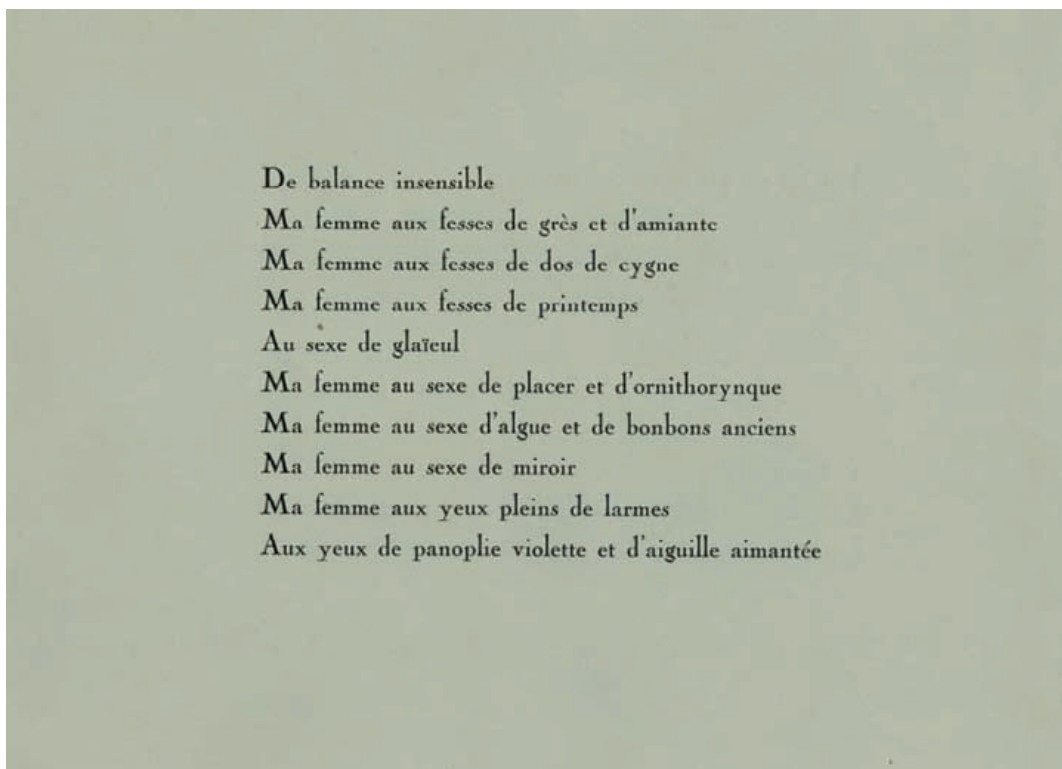 De balance insensible
Ma femme aux fesses de grès et d'amiante
Ma femme aux fesses de dos de cygne
Ma femme aux fesses de printemps
Au sexe de glaïeul
Ma femme au sexe de placer et d'ornithorynque
Ma femme au sexe d'algue et de bonbons anciens
Ma femme au sexe de miroir
Ma femme aux yeux pleins de larmes
Aux yeux de panoplie violette et d'aiguille aimantée